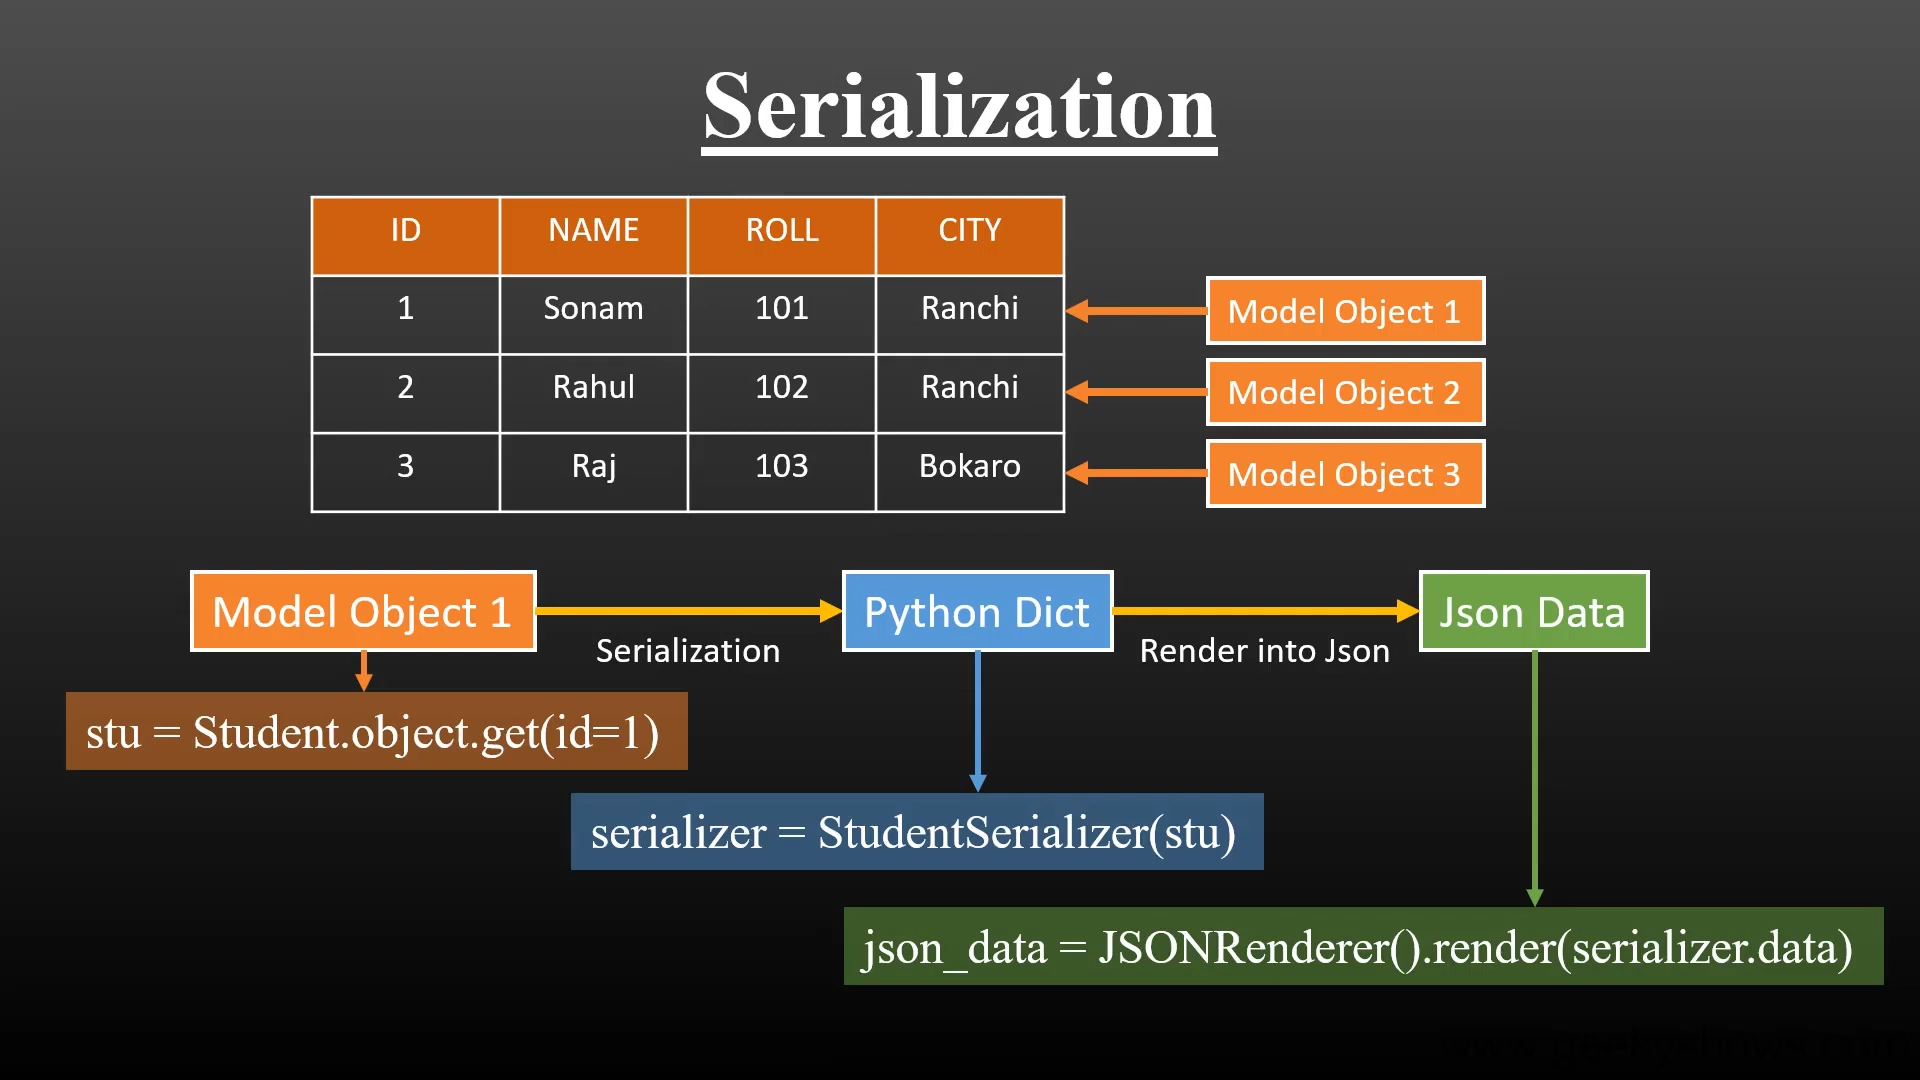 Serialization
ID NAME ROLL CITY
1 Sonam 101 Ranchi
2 Rahul 102 Ranchi
3 Raj 103 Bokaro
Model Object 1
Model Object 2
Model Object 3
Model Object 1
Serialization
Python Dict
Render into Json
Json Data
stu = Student.object.get(id=1)
serializer = StudentSerializer(stu)
json_data = JSONRenderer().render(serializer.data)